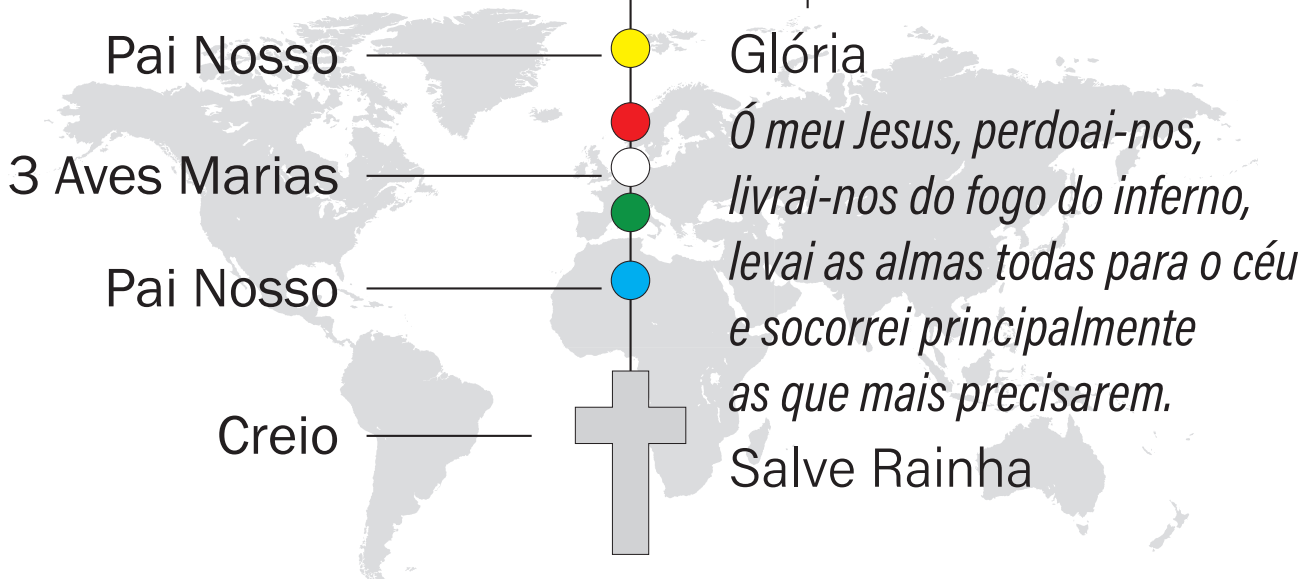 Pai Nosso
3 Aves Marias
Pai Nosso
Creio
Glória
Ó meu Jesus, perdoai-nos,
livrai-nos do fogo do inferno,
levai as almas todas para o céu
e socorrei principalmente
as que mais precisarem.
Salve Rainha